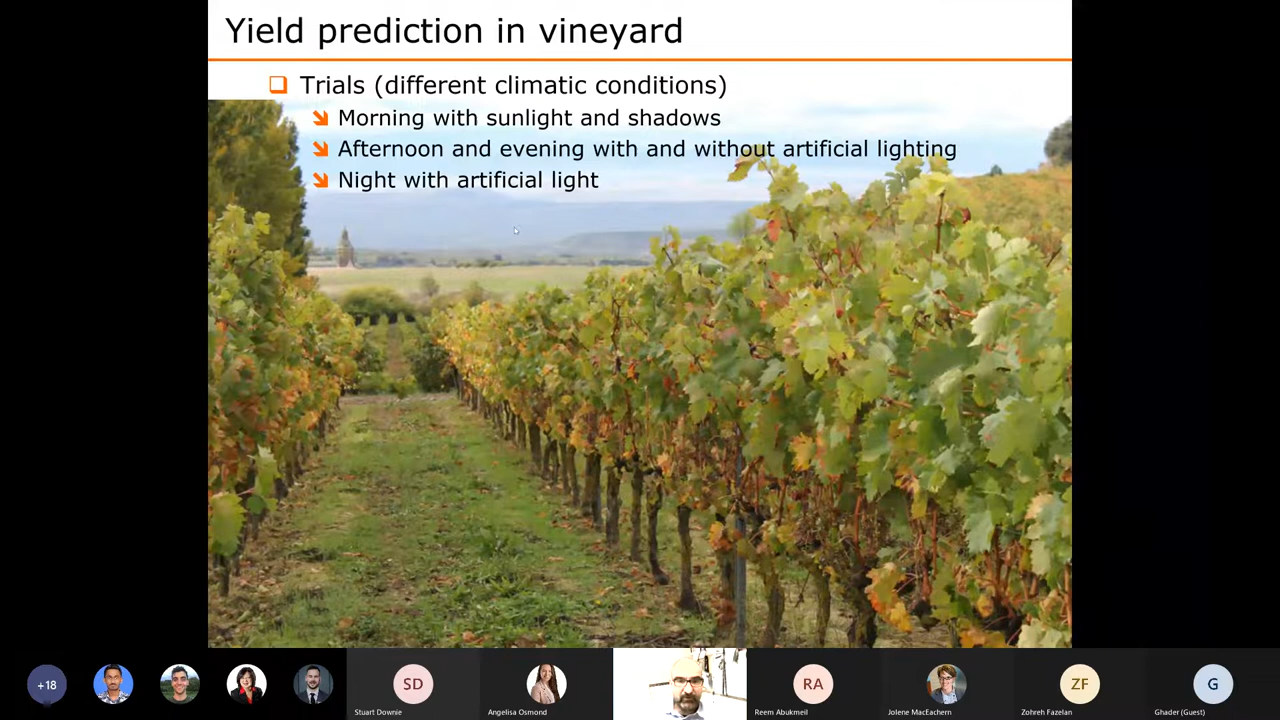 Yield prediction in vineyard
Trials (different climatic conditions)
Morning with sunlight and shadows
Afternoon and evening with and without artificial lighting
Night with artificial light
+18
SD
RA
ZF
G
Stuart Downie
Angelisa Osmond
Reem Abukmeil
Jolene MacEachern
Zohreh Fazelan
Ghader (Guest)